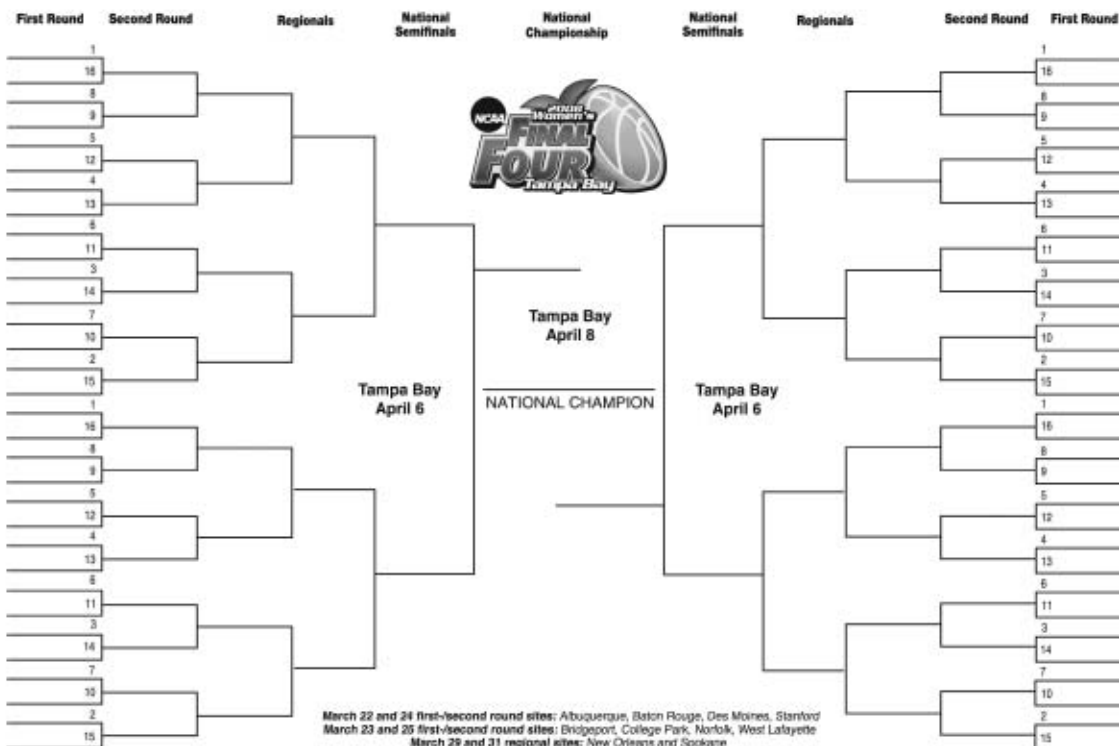 First Round Second Round Regionals National Semifinals National Championship National Semifinals Regionals Second Round First Round
NCAA
2008
Women's
FINAL
FOUR
Tampa Bay
1 1
16 16
8 8
9 9
5 5
12 12
4 4
13 13
6 6
11 11
3 3
14 14
7 7
10 10
2 2
15 15
Tampa Bay
April 8
Tampa Bay
April 6
NATIONAL CHAMPION
Tampa Bay
April 6
1 1
16 16
8 8
9 9
5 5
12 12
4 4
13 13
6 6
11 11
3 3
14 14
7 7
10 10
2 2
15 15
March 22 and 24 first-/second round sites: Albuquerque, Baton Rouge, Des Moines, Stanford
March 23 and 25 first-/second round sites: Bridgeport, College Park, Norfolk, West Lafayette
March 29 and 31 regional sites: New Orleans and Spokane